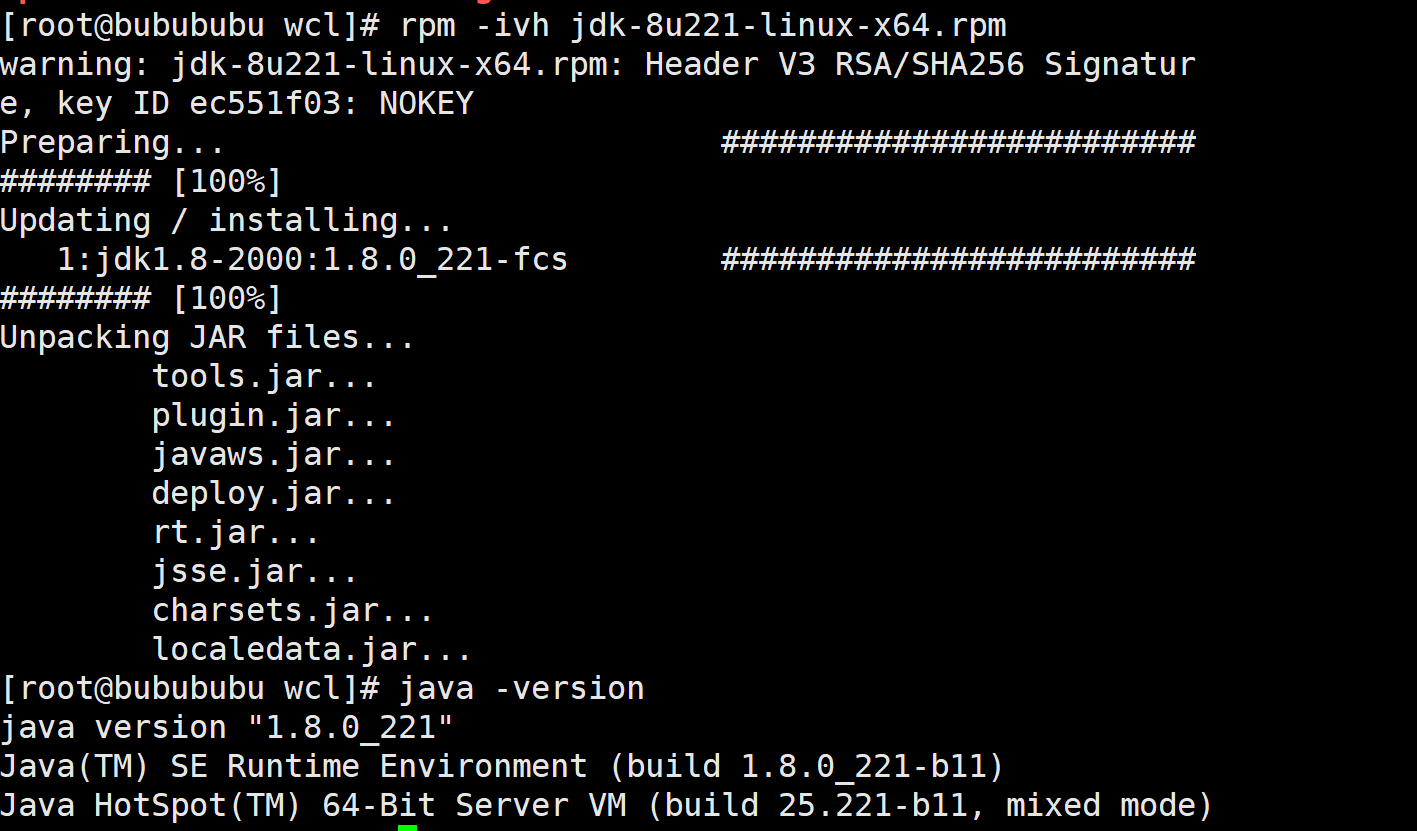 [root@bubububu wcl]# rpm -ivh jdk-8u221-linux-x64.rpm
warning: jdk-8u221-linux-x64.rpm: Header V3 RSA/SHA256 Signatur
e, key ID ec551f03: NOKEY
Preparing...                          #########################
######## [100%]
Updating / installing...
   1:jdk1.8-2000:1.8.0_221-fcs        #########################
######## [100%]
Unpacking JAR files...
        tools.jar...
        plugin.jar...
        javaws.jar...
        deploy.jar...
        rt.jar...
        jsse.jar...
        charsets.jar...
        localedata.jar...
[root@bubububu wcl]# java -version
java version "1.8.0_221"
Java(TM) SE Runtime Environment (build 1.8.0_221-b11)
Java HotSpot(TM) 64-Bit Server VM (build 25.221-b11, mixed mode)